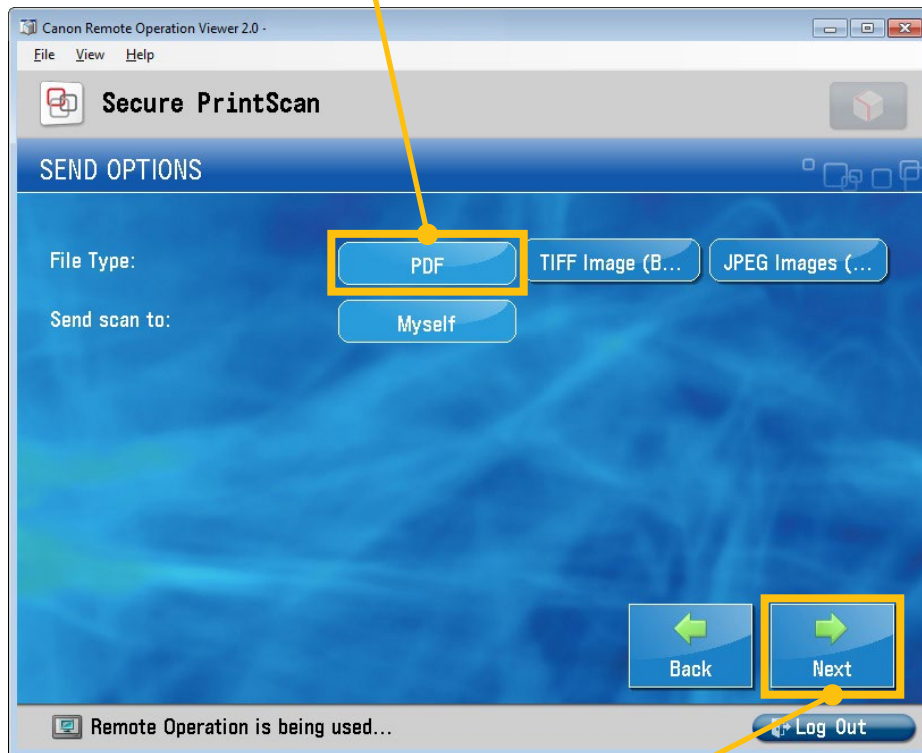 Canon Remote Operation Viewer 2.0 -
File View Help
Secure PrintScan
SEND OPTIONS
File Type: PDF TIFF Image (B... JPEG Images (...
Send scan to: Myself
Back Next
Remote Operation is being used... Log Out